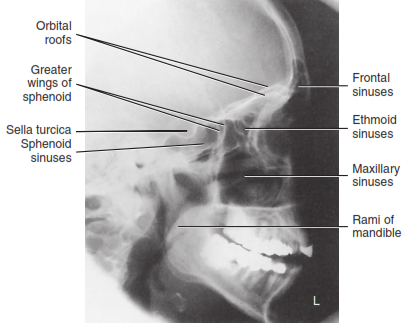 Orbital
roofs
Greater
wings of
sphenoid
Sella turcica
Sphenoid
sinuses
Frontal
sinuses
Ethmoid
sinuses
Maxillary
sinuses
Rami of
mandible
L